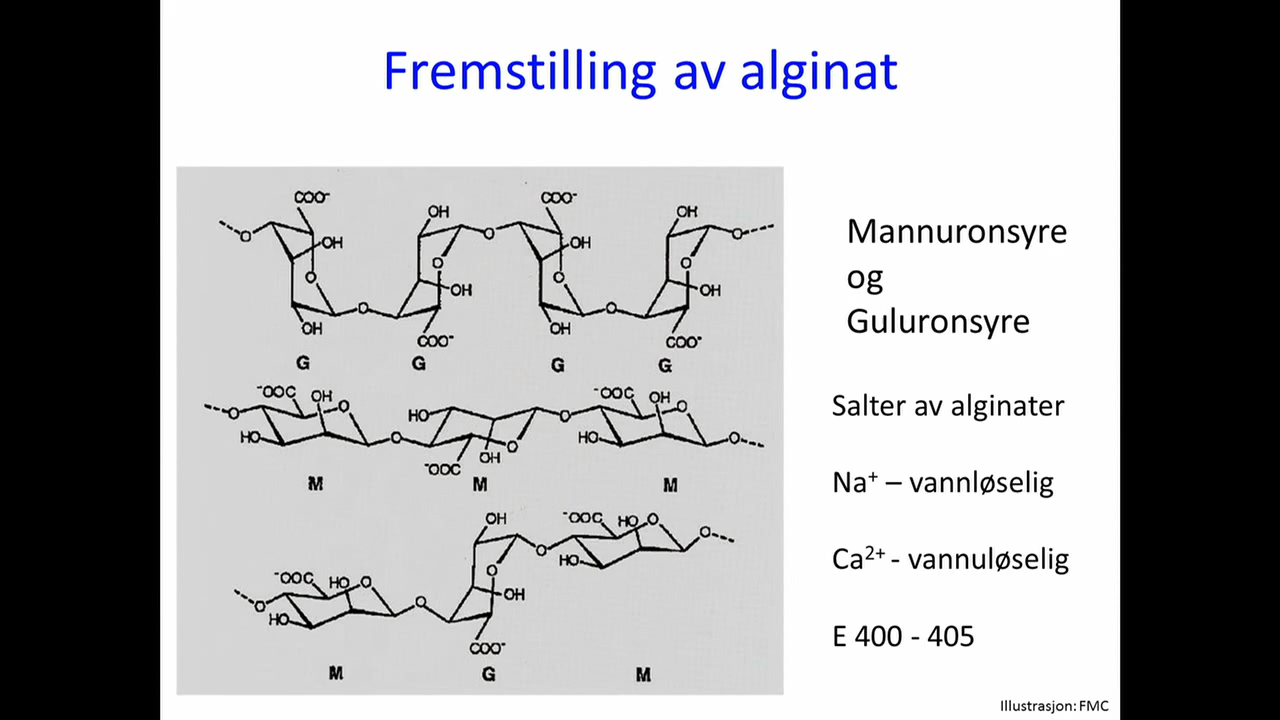 Fremstilling av alginat
COO⁻ COO⁻
OH OH
O OH O OH O
O O
O OH O OH
O O
OH OH
COO⁻ COO⁻
G G G G
⁻OOC OH ⁻OOC OH
O O HO O O
HO O HO O
O
⁻OOC OH
M M M
OH ⁻OOC HO O O
O HO
⁻OOC HO O O
O O OH
HO
COO⁻
M G M
Mannuronsyre
og
Guluronsyre
Salter av alginater
Na⁺ – vannløselig
Ca²⁺ - vannuløselig
E 400 - 405
Illustrasjon: FMC